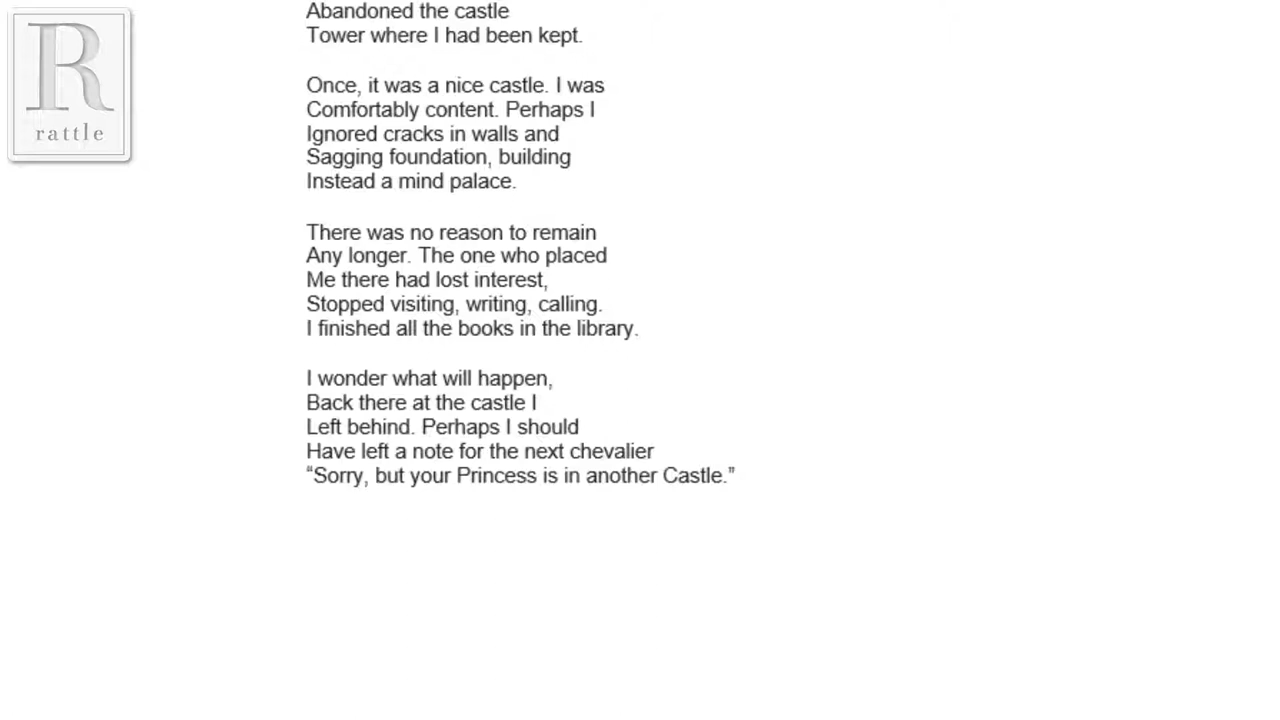 R
rattle
Abandoned the castle
Tower where I had been kept.
Once, it was a nice castle. I was
Comfortably content. Perhaps I
Ignored cracks in walls and
Sagging foundation, building
Instead a mind palace.
There was no reason to remain
Any longer. The one who placed
Me there had lost interest,
Stopped visiting, writing, calling.
I finished all the books in the library.
I wonder what will happen,
Back there at the castle I
Left behind. Perhaps I should
Have left a note for the next chevalier
“Sorry, but your Princess is in another Castle.”